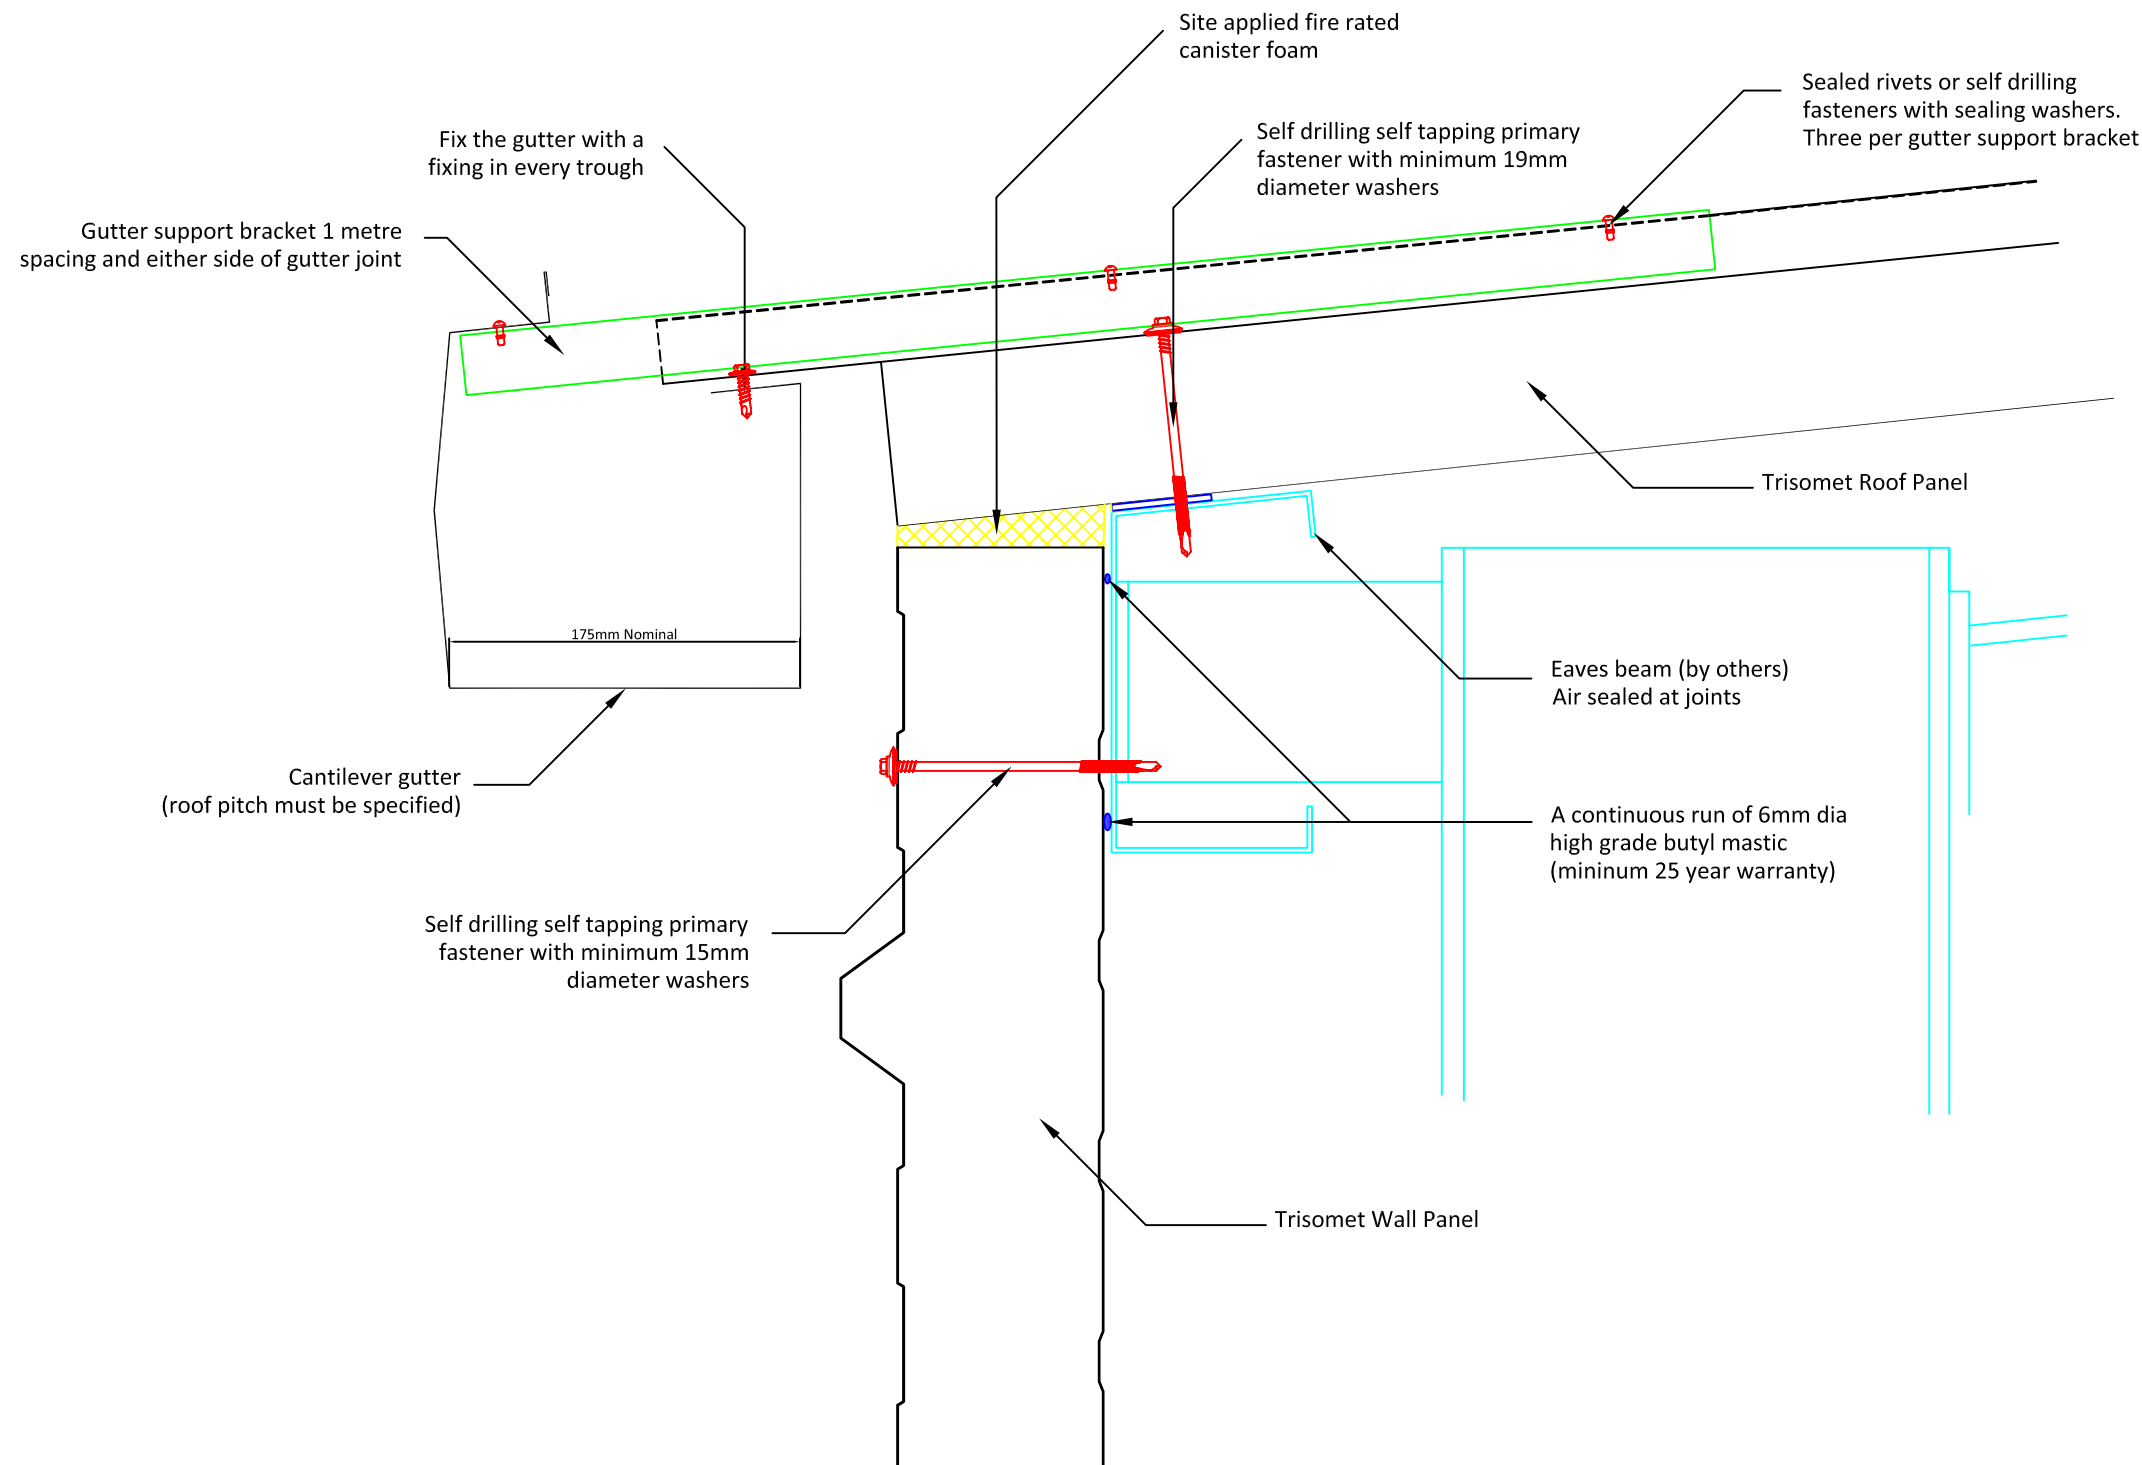 Site applied fire rated
canister foam
Sealed rivets or self drilling
fasteners with sealing washers.
Three per gutter support bracket
Self drilling self tapping primary
fastener with minimum 19mm
diameter washers
Fix the gutter with a
fixing in every trough
Gutter support bracket 1 metre
spacing and either side of gutter joint
Trisomet Roof Panel
175mm Nominal
Eaves beam (by others)
Air sealed at joints
Cantilever gutter
(roof pitch must be specified)
A continuous run of 6mm dia
high grade butyl mastic
(mininum 25 year warranty)
Self drilling self tapping primary
fastener with minimum 15mm
diameter washers
Trisomet Wall Panel